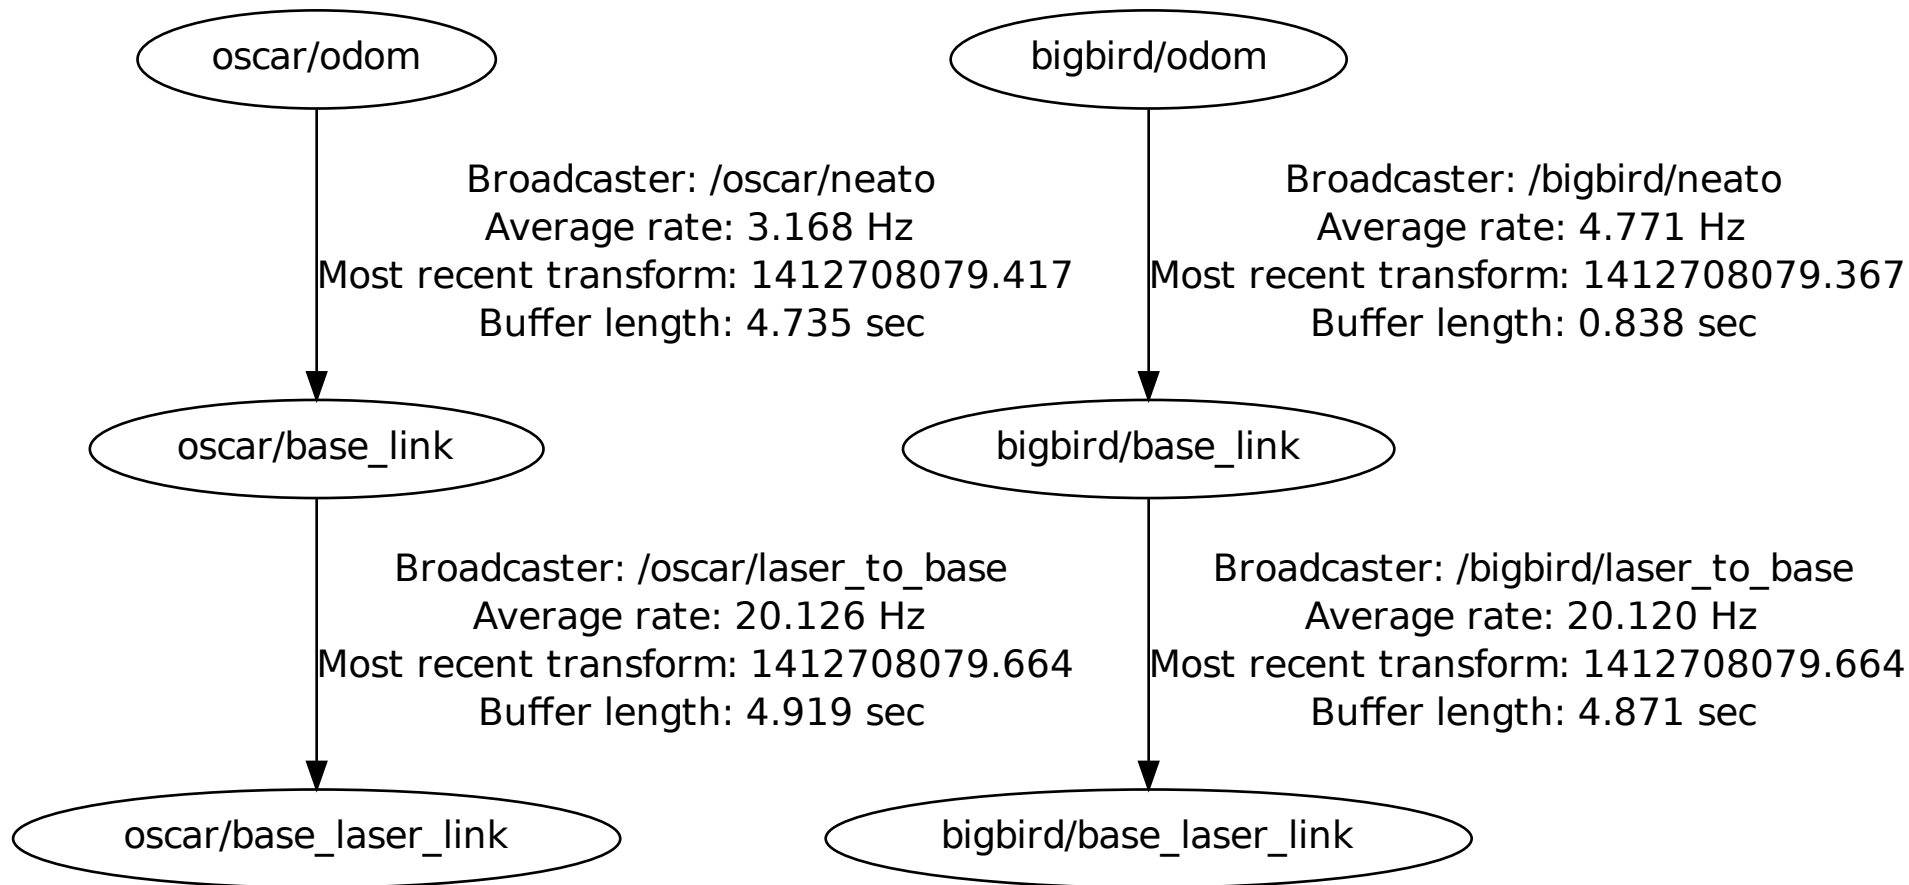 oscar/odom
bigbird/odom
Broadcaster: /oscar/neato
Average rate: 3.168 Hz
Most recent transform: 1412708079.417
Buffer length: 4.735 sec
Broadcaster: /bigbird/neato
Average rate: 4.771 Hz
Most recent transform: 1412708079.367
Buffer length: 0.838 sec
oscar/base_link
bigbird/base_link
Broadcaster: /oscar/laser_to_base
Average rate: 20.126 Hz
Most recent transform: 1412708079.664
Buffer length: 4.919 sec
Broadcaster: /bigbird/laser_to_base
Average rate: 20.120 Hz
Most recent transform: 1412708079.664
Buffer length: 4.871 sec
oscar/base_laser_link
bigbird/base_laser_link